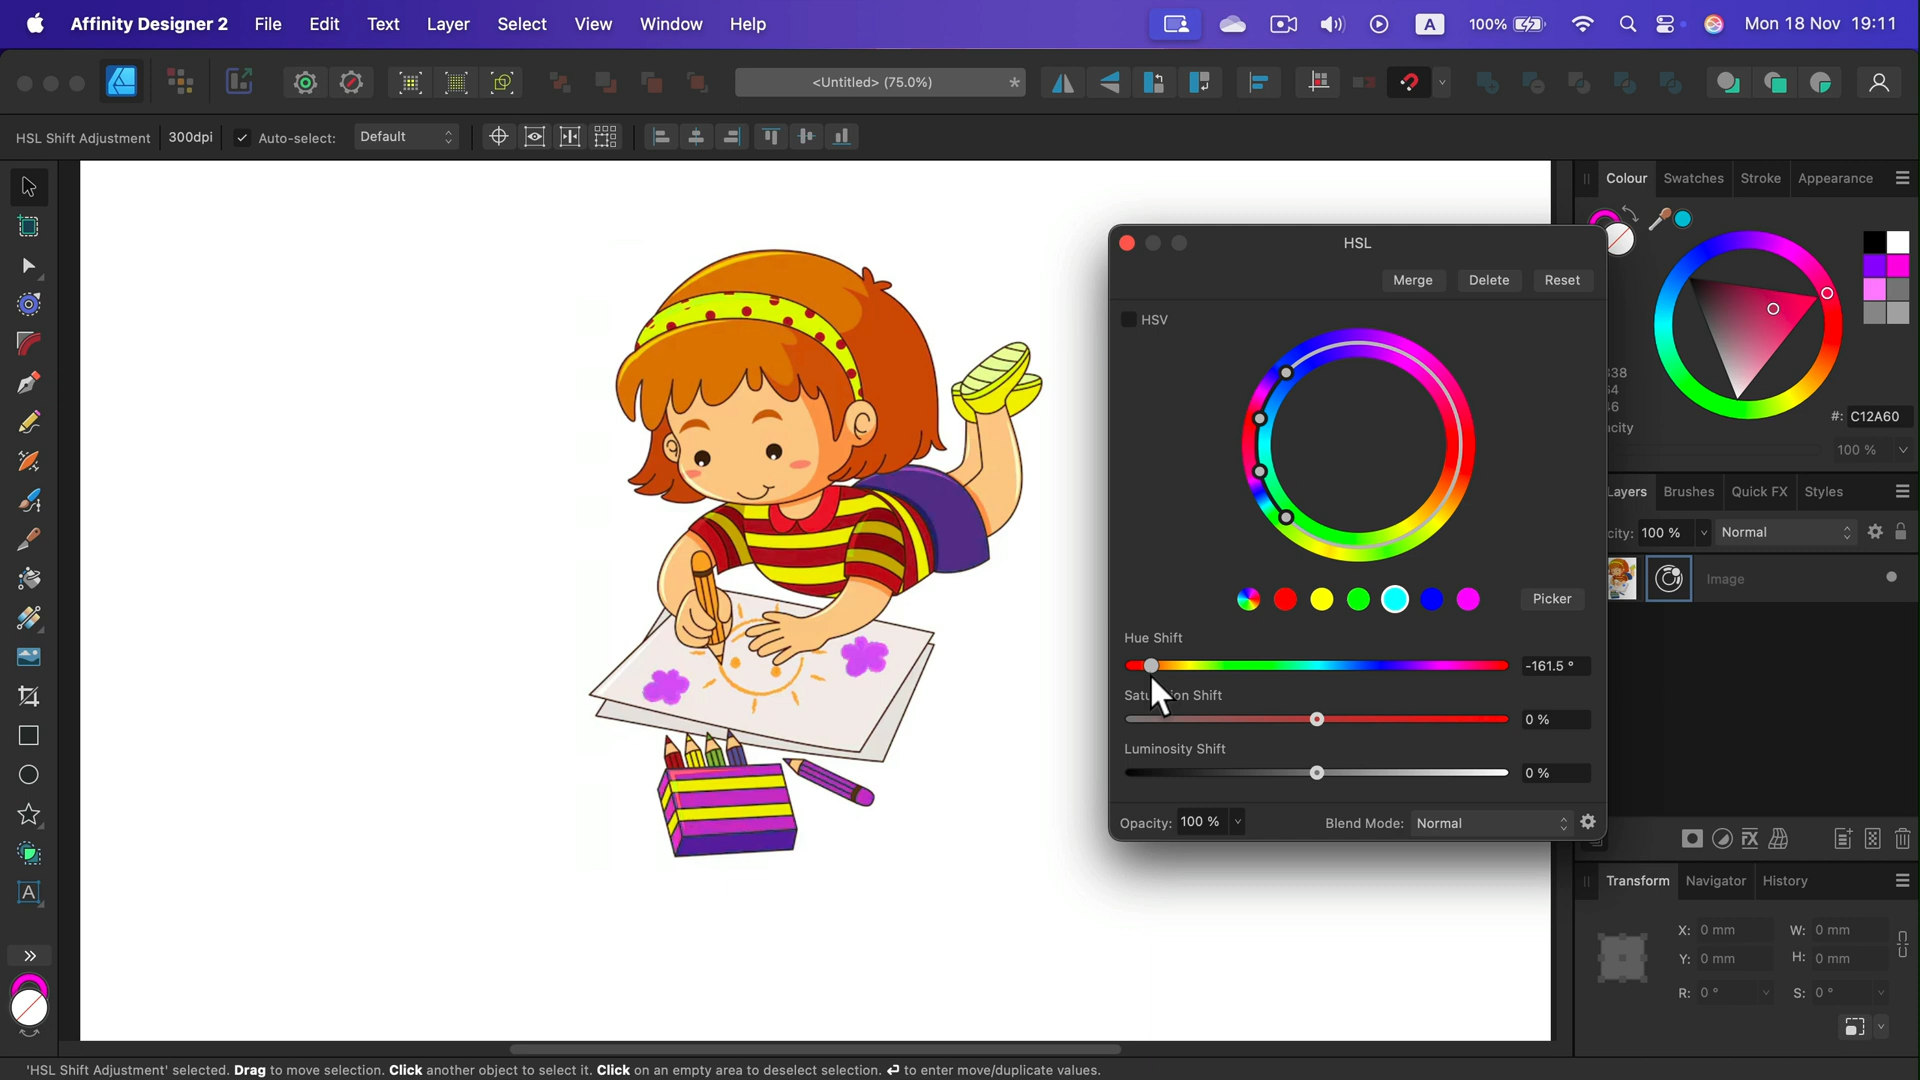 Affinity Designer 2 File Edit Text Layer Select View Window Help A 100% Mon 18 Nov 19:11
<Untitled> (75.0%) *
HSL Shift Adjustment 300dpi Auto-select: Default
Colour Swatches Stroke Appearance
HSL
Merge Delete Reset
HSV
#: C12A60
100 %
Layers Brushes Quick FX Styles
100 % Normal
Image
Picker
Hue Shift
-161.5 °
Saturation Shift
0 %
Luminosity Shift
0 %
Opacity: 100 % Blend Mode: Normal
Transform Navigator History
X: 0 mm W: 0 mm
Y: 0 mm H: 0 mm
R: 0 ° S: 0 °
A
'HSL Shift Adjustment' selected. Drag to move selection. Click another object to select it. Click on an empty area to deselect selection. ↵ to enter move/duplicate values.